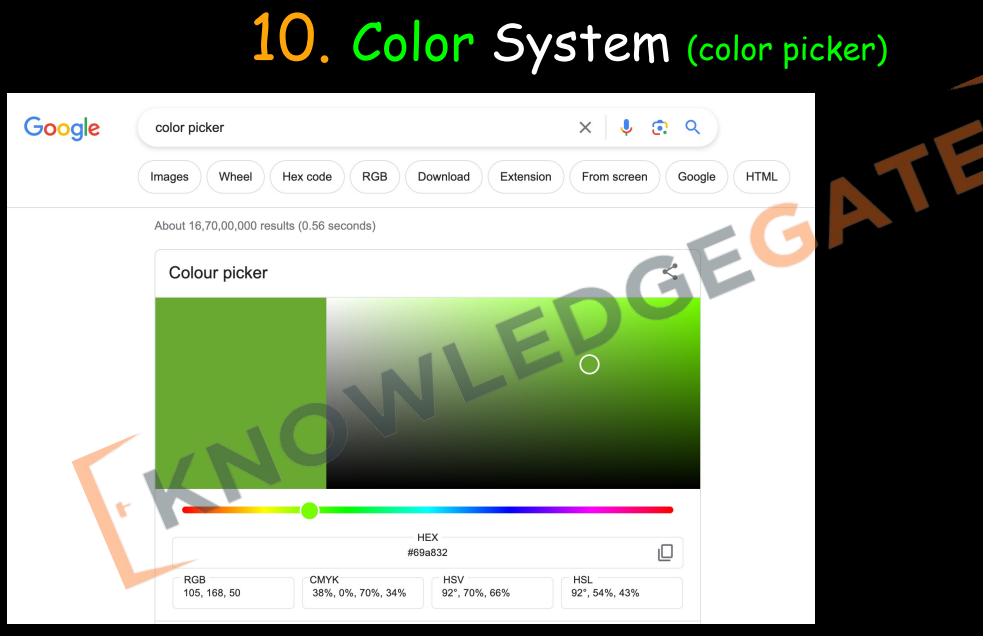 10. Color System (color picker)
Google
color picker
Images Wheel Hex code RGB Download Extension From screen Google HTML
About 16,70,00,000 results (0.56 seconds)
Colour picker
KNOWLEDGEGATE
HEX
#69a832
RGB CMYK HSV HSL
105, 168, 50 38%, 0%, 70%, 34% 92°, 70%, 66% 92°, 54%, 43%